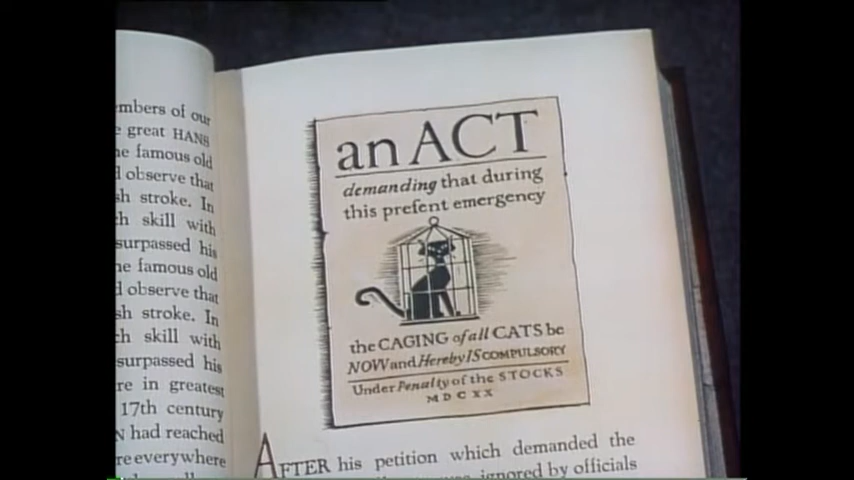 embers of our
e great HANS
he famous old
d observe that
sh stroke. In
ch skill with
surpassed his
he famous old
d observe that
sh stroke. In
ch skill with
surpassed his
re in greatest
17th century
N had reached
re everywhere
an ACT
demanding that during
this preſent emergency
the CAGING of all CATS be
NOW and Hereby IS COMPULSORY
Under Penalty of the STOCKS
MDCXX
AFTER his petition which demanded the
ignored by officials